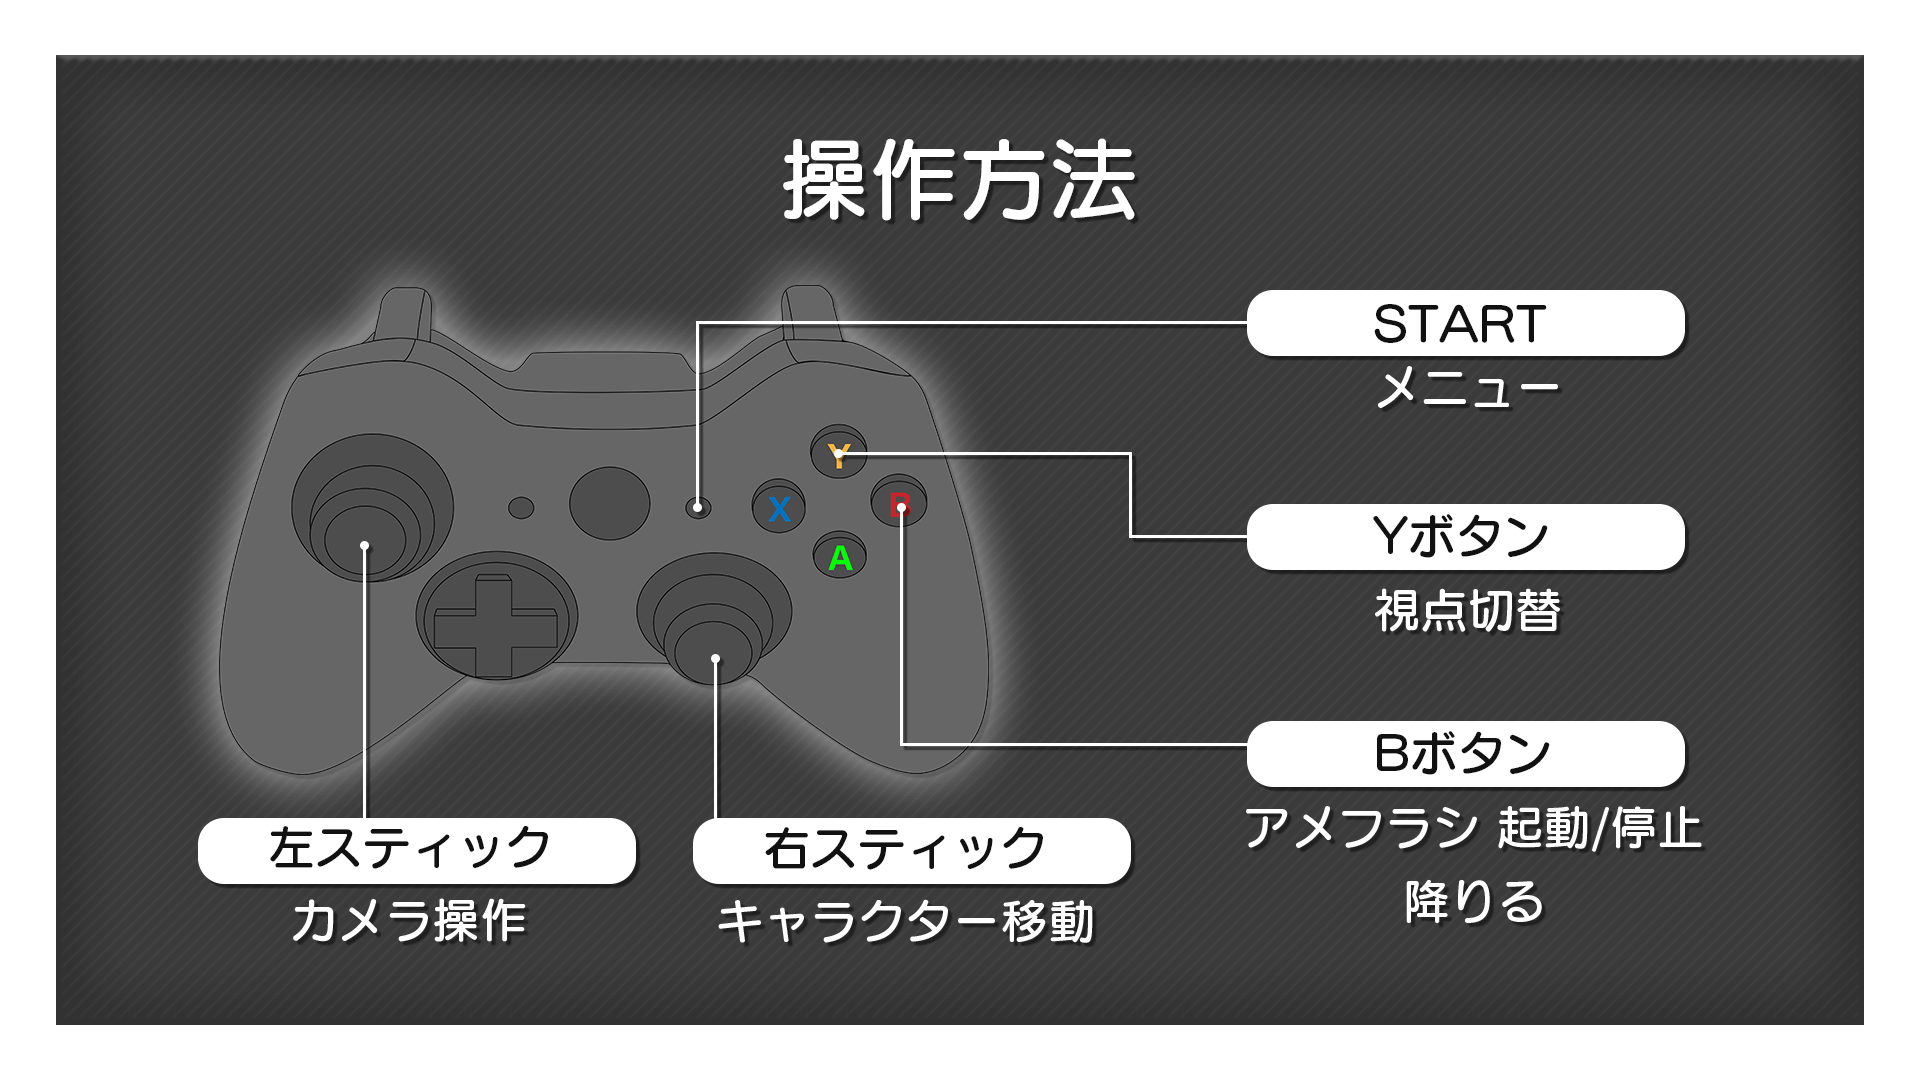 操作方法
START
メニュー
Y
X
B
A
Yボタン
視点切替
Bボタン
アメフラシ 起動/停止
降りる
左スティック
カメラ操作
右スティック
キャラクター移動